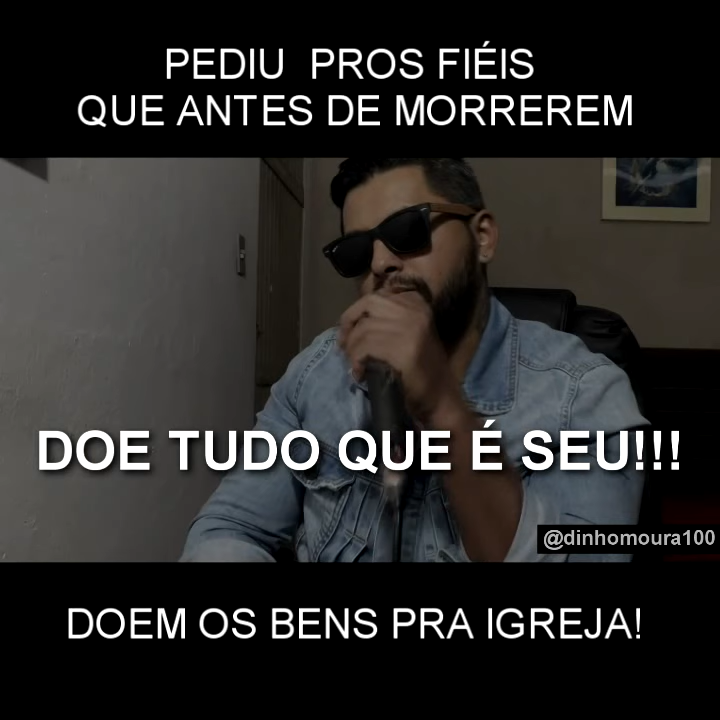 PEDIU PROS FIÉIS
QUE ANTES DE MORREREM
DOE TUDO QUE É SEU!!!
@dinhomoura100
DOEM OS BENS PRA IGREJA!